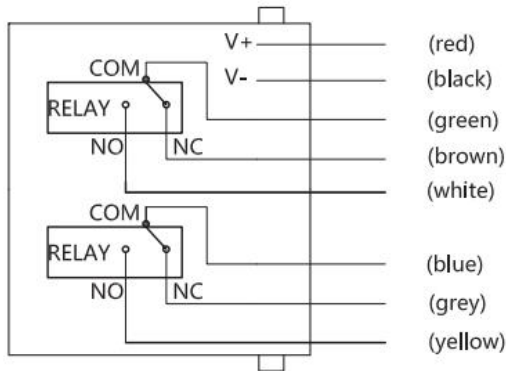 V+ (red)
COM V- (black)
RELAY (green)
NO NC (brown)
(white)
COM
RELAY (blue)
NO NC (grey)
(yellow)